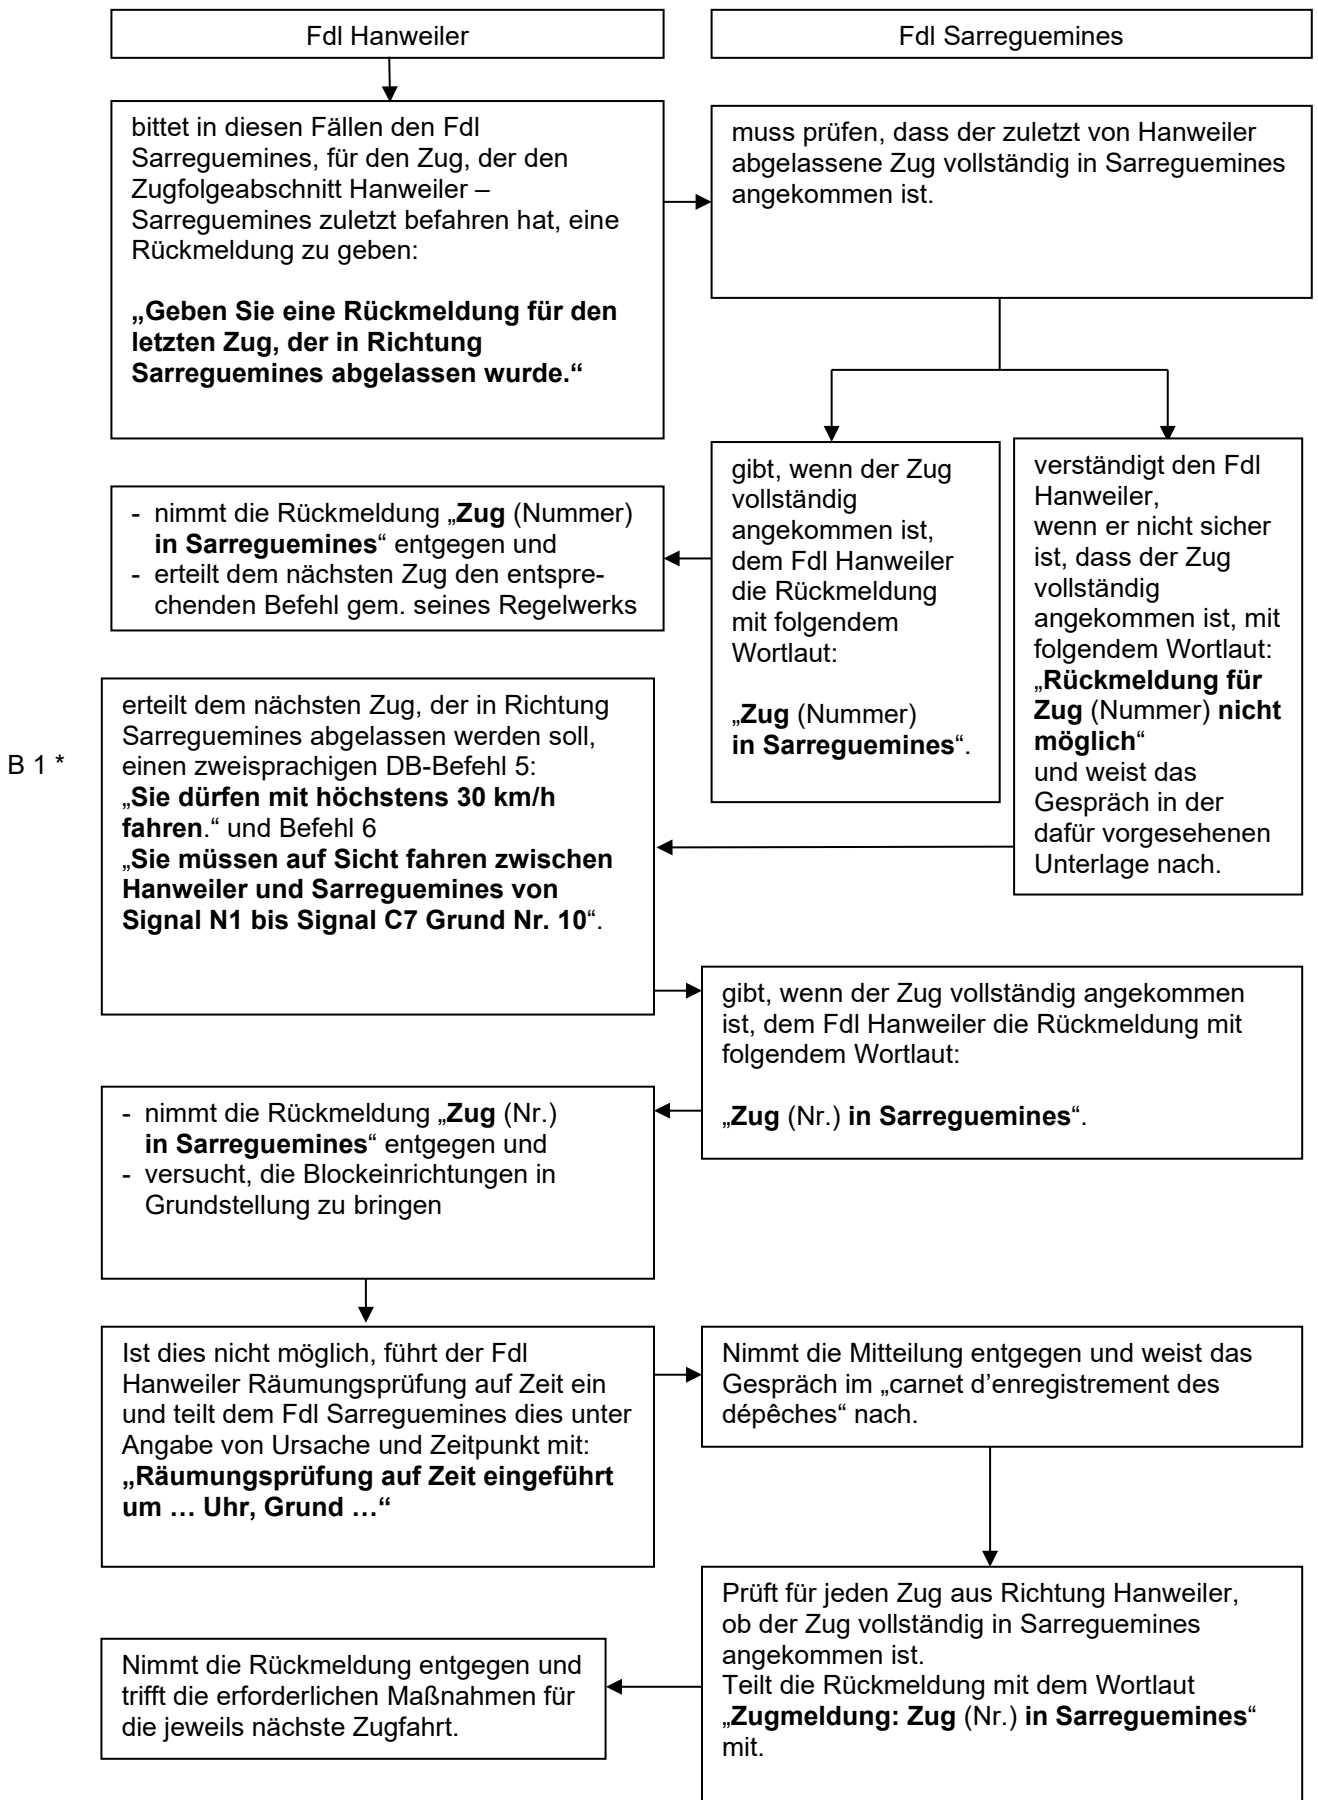 Fdl Hanweiler
Fdl Sarreguemines
bittet in diesen Fällen den Fdl
Sarreguemines, für den Zug, der den
Zugfolgeabschnitt Hanweiler –
Sarreguemines zuletzt befahren hat, eine
Rückmeldung zu geben:
„Geben Sie eine Rückmeldung für den
letzten Zug, der in Richtung
Sarreguemines abgelassen wurde.“
muss prüfen, dass der zuletzt von Hanweiler
abgelassene Zug vollständig in Sarreguemines
angekommen ist.
gibt, wenn der Zug
vollständig
angekommen ist,
dem Fdl Hanweiler
die Rückmeldung
mit folgendem
Wortlaut:
„Zug (Nummer)
in Sarreguemines“.
verständigt den Fdl
Hanweiler,
wenn er nicht sicher
ist, dass der Zug
vollständig
angekommen ist, mit
folgendem Wortlaut:
„Rückmeldung für
Zug (Nummer) nicht
möglich“
und weist das
Gespräch in der
dafür vorgesehenen
Unterlage nach.
- nimmt die Rückmeldung „Zug (Nummer)
in Sarreguemines“ entgegen und
- erteilt dem nächsten Zug den entspre-
chenden Befehl gem. seines Regelwerks
B 1 *
erteilt dem nächsten Zug, der in Richtung
Sarreguemines abgelassen werden soll,
einen zweisprachigen DB-Befehl 5:
„Sie dürfen mit höchstens 30 km/h
fahren.“ und Befehl 6
„Sie müssen auf Sicht fahren zwischen
Hanweiler und Sarreguemines von
Signal N1 bis Signal C7 Grund Nr. 10“.
gibt, wenn der Zug vollständig angekommen
ist, dem Fdl Hanweiler die Rückmeldung mit
folgendem Wortlaut:
„Zug (Nr.) in Sarreguemines“.
- nimmt die Rückmeldung „Zug (Nr.)
in Sarreguemines“ entgegen und
- versucht, die Blockeinrichtungen in
Grundstellung zu bringen
Ist dies nicht möglich, führt der Fdl
Hanweiler Räumungsprüfung auf Zeit ein
und teilt dem Fdl Sarreguemines dies unter
Angabe von Ursache und Zeitpunkt mit:
„Räumungsprüfung auf Zeit eingeführt
um … Uhr, Grund …“
Nimmt die Mitteilung entgegen und weist das
Gespräch im „carnet d’enregistrement des
dépêches“ nach.
Prüft für jeden Zug aus Richtung Hanweiler,
ob der Zug vollständig in Sarreguemines
angekommen ist.
Teilt die Rückmeldung mit dem Wortlaut
„Zugmeldung: Zug (Nr.) in Sarreguemines“
mit.
Nimmt die Rückmeldung entgegen und
trifft die erforderlichen Maßnahmen für
die jeweils nächste Zugfahrt.